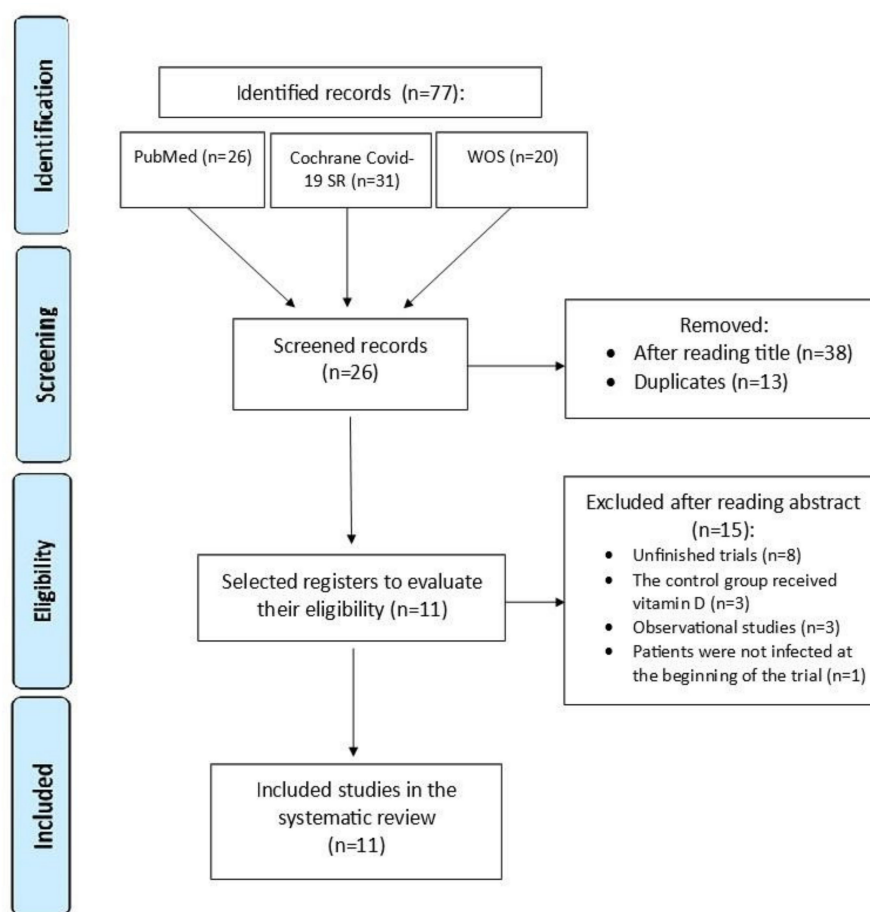 Identification
Identified records (n=77):
PubMed (n=26)
Cochrane Covid-
19 SR (n=31)
WOS (n=20)
Screening
Screened records
(n=26)
Removed:
• After reading title (n=38)
• Duplicates (n=13)
Eligibility
Selected registers to evaluate
their eligibility (n=11)
Excluded after reading abstract
(n=15):
• Unfinished trials (n=8)
• The control group received
vitamin D (n=3)
• Observational studies (n=3)
• Patients were not infected at
the beginning of the trial (n=1)
Included
Included studies in the
systematic review
(n=11)